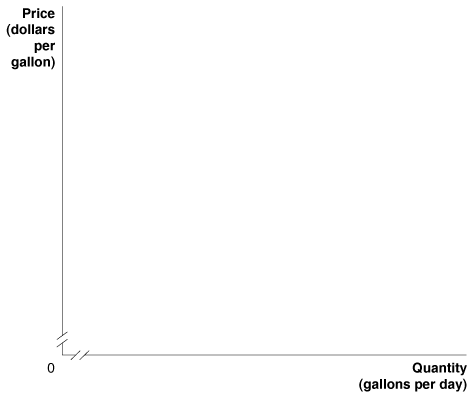 Price
(dollars
per
gallon)
0
Quantity
(gallons per day)